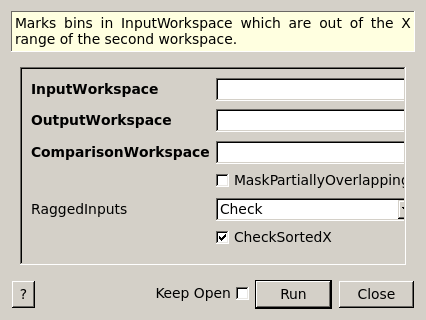 Marks bins in InputWorkspace which are out of the X
range of the second workspace.
InputWorkspace
OutputWorkspace
ComparisonWorkspace
MaskPartiallyOverlapping
RaggedInputs Check
CheckSortedX
? Keep Open Run Close